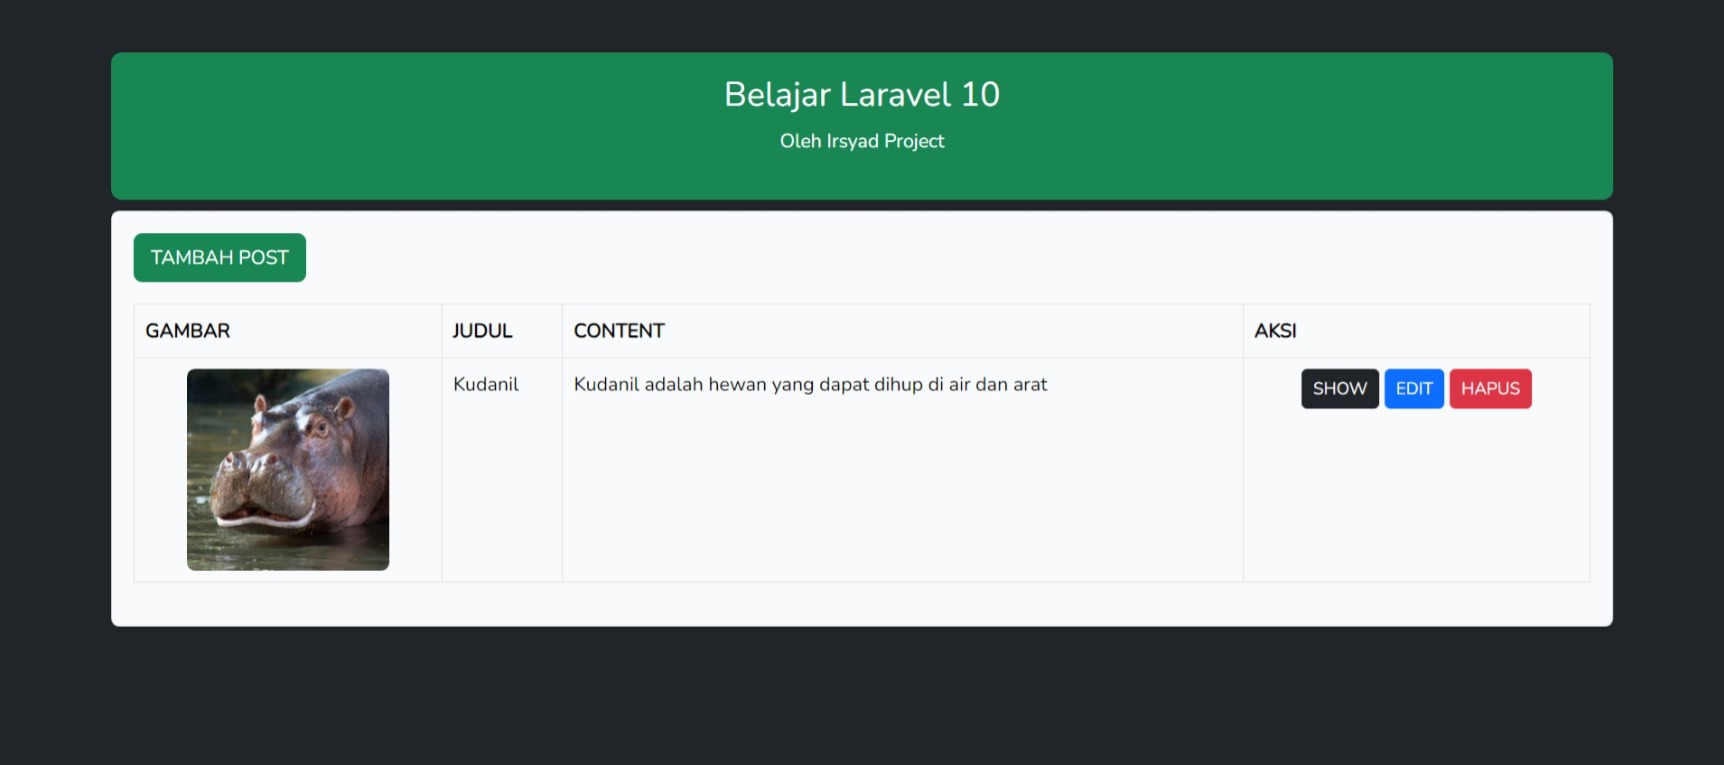 Belajar Laravel 10
Oleh Irsyad Project
TAMBAH POST
GAMBAR JUDUL CONTENT AKSI
Kudanil Kudanil adalah hewan yang dapat dihup di air dan arat SHOW EDIT HAPUS